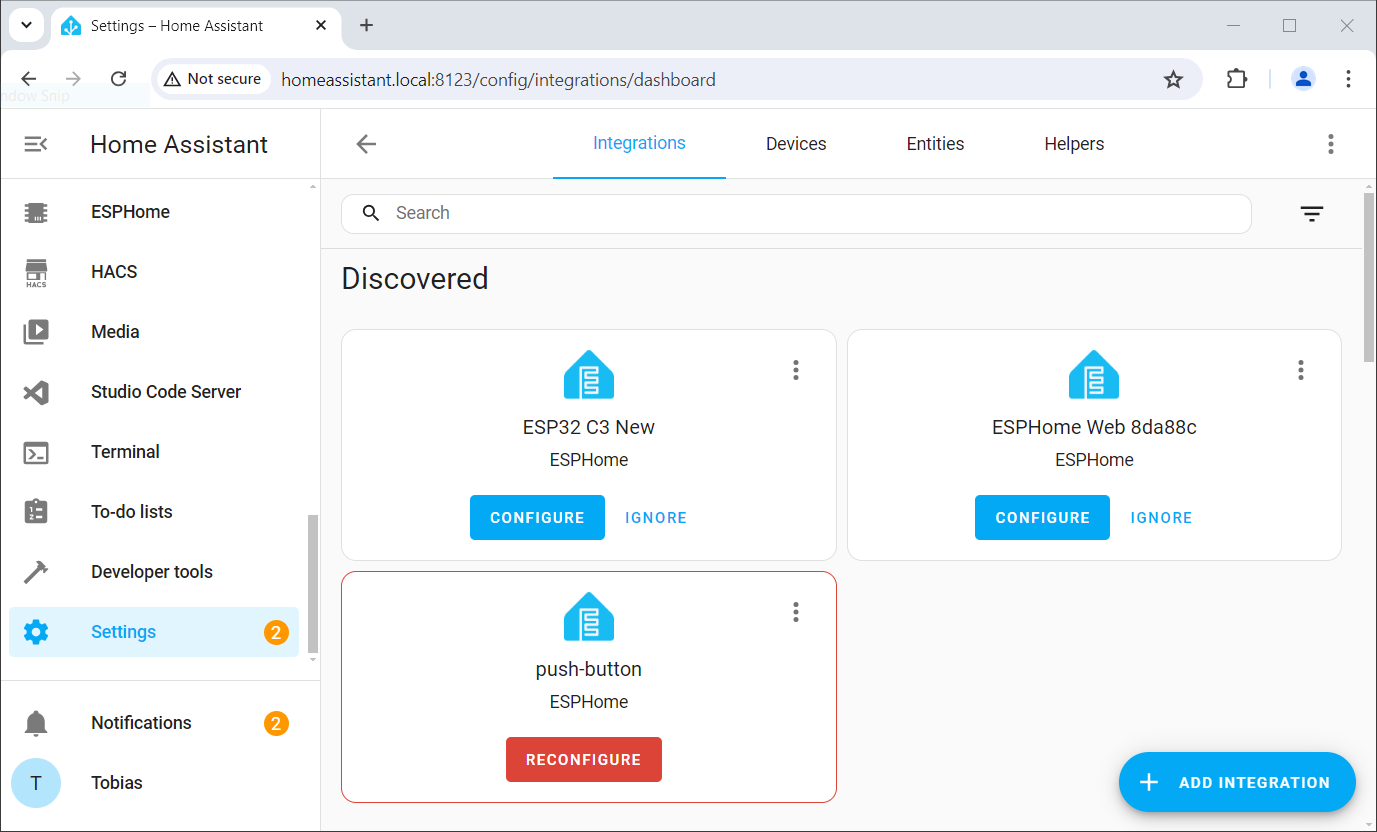 Settings – Home Assistant
Not secure
homeassistant.local:8123/config/integrations/dashboard
ndow Snip
Home Assistant
Integrations
Devices
Entities
Helpers
ESPHome
HACS
HACS
Media
Studio Code Server
Terminal
To-do lists
Developer tools
Settings
2
Notifications
2
T
Tobias
Search
Discovered
ESP32 C3 New
ESPHome
CONFIGURE
IGNORE
ESPHome Web 8da88c
ESPHome
CONFIGURE
IGNORE
push-button
ESPHome
RECONFIGURE
ADD INTEGRATION